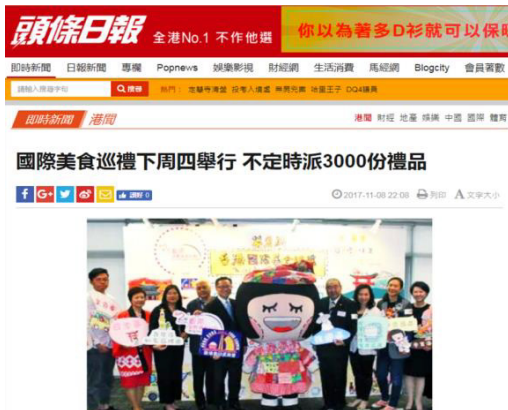 頭條日報 全港No.1 不作他選
你以為著多D衫就可以保暖
即時新聞 日報新聞 專欄 Popnews 娛樂影視 財經網 生活消費 馬經網 Blogcity 會員著數
請輸入搜尋字句 搜尋 熱門：
即時新聞 港聞
港聞 財經 地產 娛樂 中國 國際 體育
國際美食巡禮下周四舉行 不定時派3000份禮品
f G+ 讚好 0
2017-11-08 22:08 列印 A 文字大小